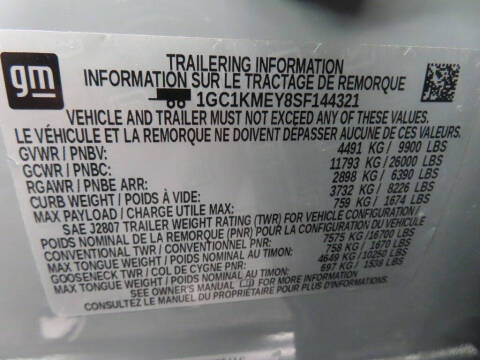 gm
TRAILERING INFORMATION
INFORMATION SUR LE TRACTAGE DE REMORQUE
1GC1KMEY8SF144321
VEHICLE AND TRAILER MUST NOT EXCEED ANY OF THESE VALUES
LE VÉHICULE ET LA REMORQUE NE DOIVENT DÉPASSER AUCUNE DE CES VALEURS
GVWR / PNBV: 4491 KG / 9900 LBS
GCWR / PNBC: 11793 KG / 26000 LBS
RGAWR / PNBE ARR: 2898 KG / 6390 LBS
CURB WEIGHT / POIDS À VIDE: 3732 KG / 8226 LBS
MAX PAYLOAD / CHARGE UTILE MAX: 759 KG / 1674 LBS
SAE J2807 TRAILER WEIGHT RATING (TWR) FOR VEHICLE CONFIGURATION /
POIDS NOMINAL DE LA REMORQUE (PNR) POUR LA CONFIGURATION DU VÉHICULE
CONVENTIONAL TWR / CONVENTIONNEL PNR: 7575 KG / 16700 LBS
MAX TONGUE WEIGHT / POIDS NOMINAL AU TIMON: 758 KG / 1670 LBS
GOOSENECK TWR / COL DE CYGNE PNR: 4649 KG / 10250 LBS
MAX TONGUE WEIGHT / POIDS NOMINAL AU TIMON: 697 KG / 1538 LBS
SEE OWNER'S MANUAL FOR MORE INFORMATION
CONSULTEZ LE MANUEL DU PROPRIÉTAIRE POUR PLUS D'INFORMATIONS